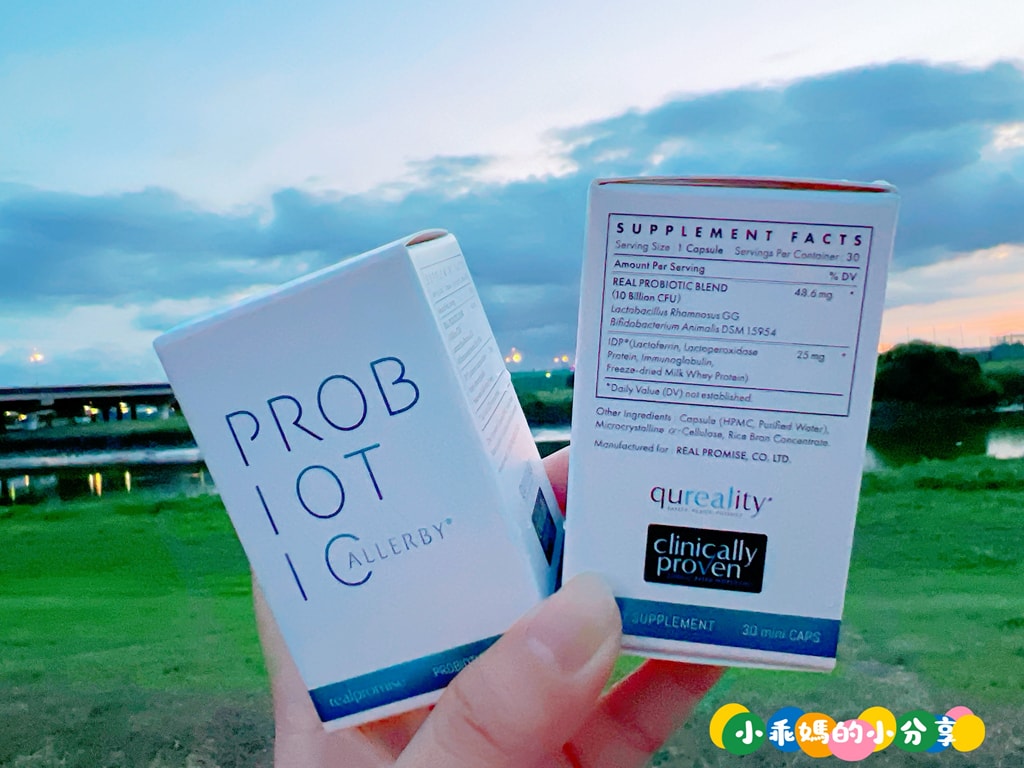 PROB
IOT
IC
ALLERBY®
realpromise
SUPPLEMENT FACTS
Serving Size : 1 Capsule Servings Per Container : 30
Amount Per Serving % DV
REAL PROBIOTIC BLEND 48.6 mg *
(10 Billion CFU)
Lactobacillus Rhamnosus GG
Bifidobacterium Animalis DSM 15954
IDP®(Lactoferrin, Lactoperoxidase 25 mg *
Protein, Immunoglobulin,
Freeze-dried Milk Whey Protein)
*Daily Value (DV) not established.
Other Ingredients : Capsule (HPMC, Purified Water),
Microcrystalline α-Cellulose, Rice Bran Concentrate.
Manufactured for : REAL PROMISE, CO. LTD.
qureality
clinically
proven
SUPPLEMENT 30 mini CAPS
小乖媽的小分享